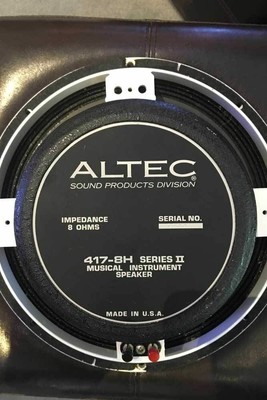 ALTEC®
SOUND PRODUCTS DIVISION
IMPEDANCE SERIAL NO.
8 OHMS
417-8H SERIES II
MUSICAL INSTRUMENT
SPEAKER
MADE IN U.S.A.